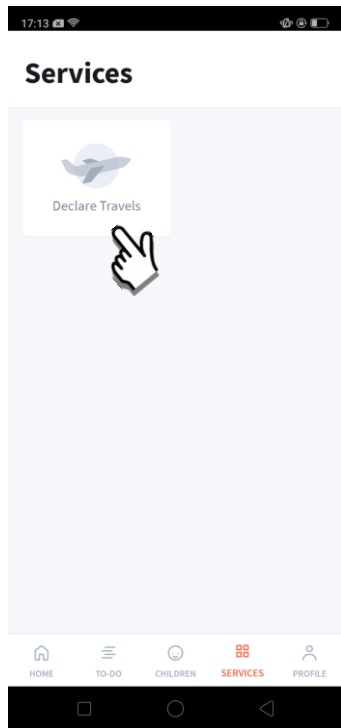 17:13
Services
Declare Travels
HOME TO-DO CHILDREN SERVICES PROFILE